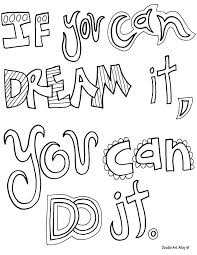 If you can
DREAM it,
you can
Do it.
Doodle Art Alley ©